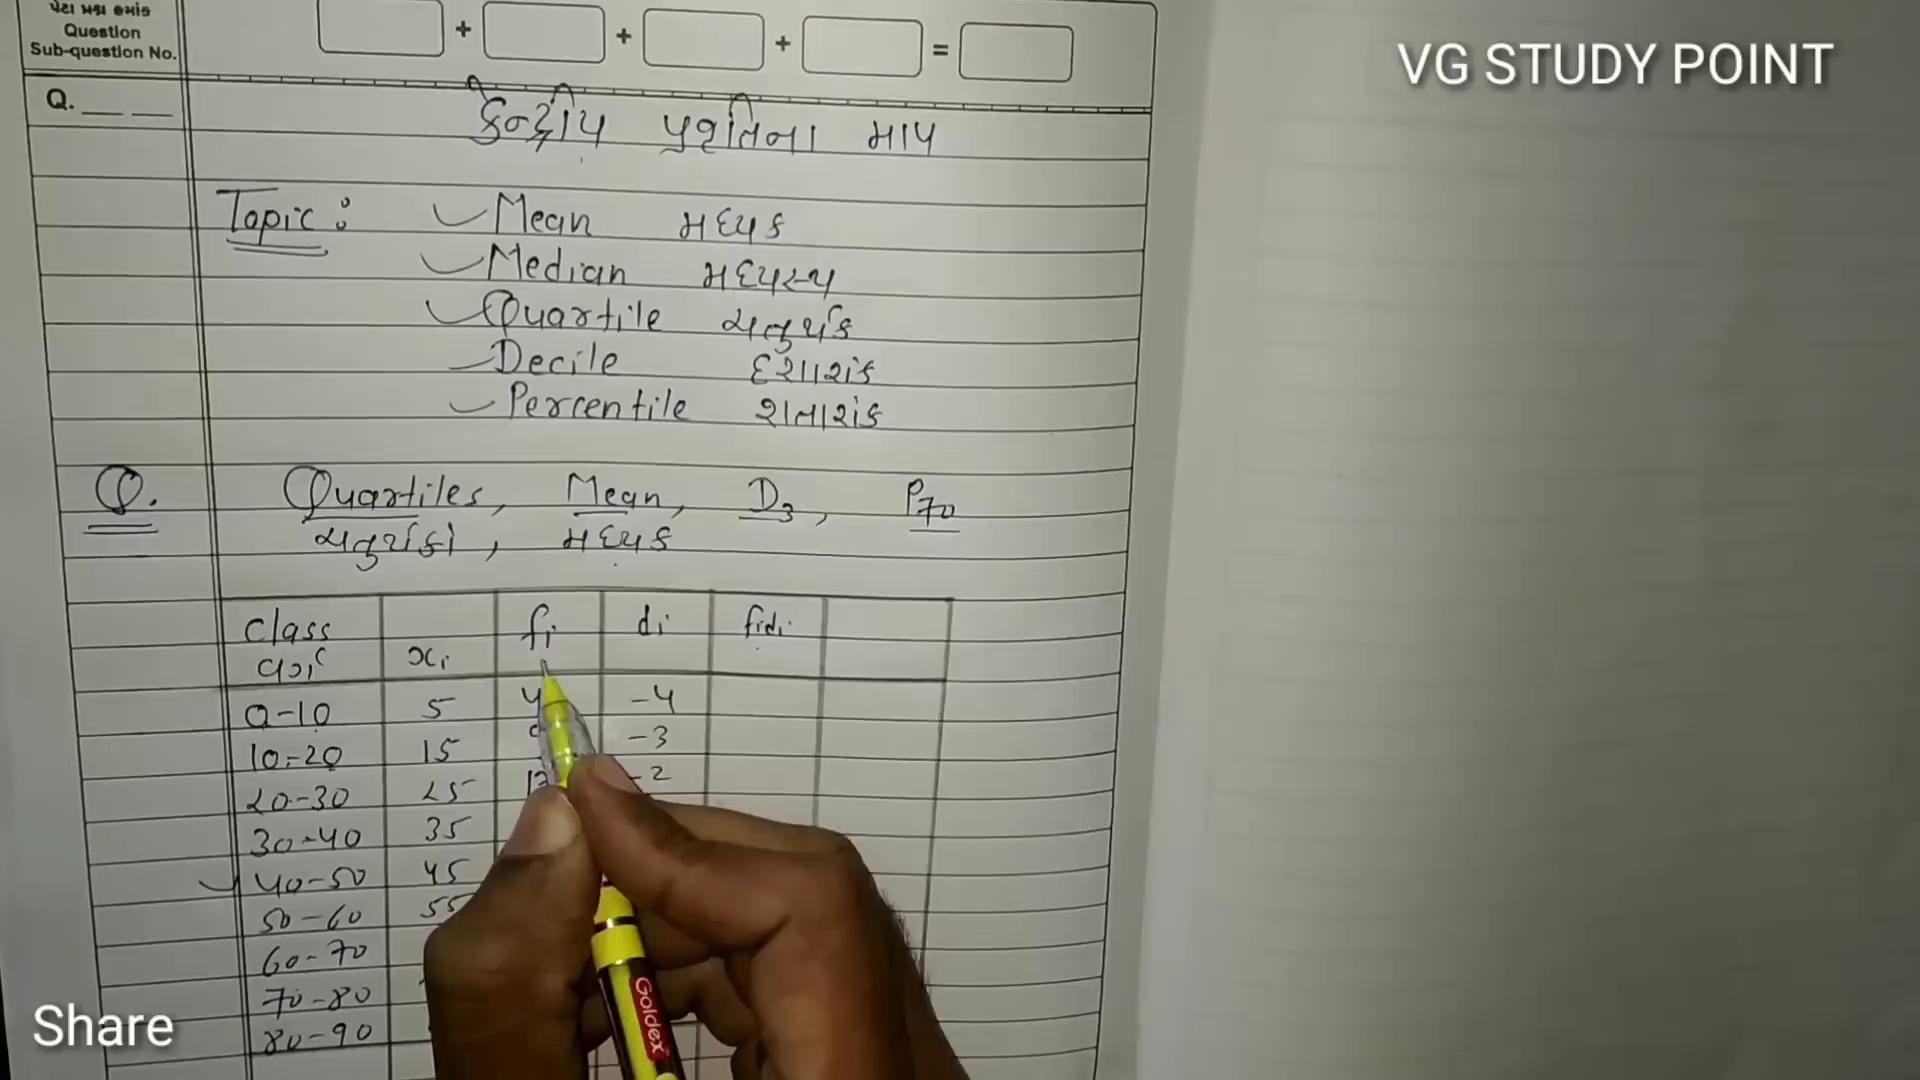 પેટા પ્રશ્ન ક્રમાંક
Question
Sub-question No.
+ + + =
VG STUDY POINT
Q. __ __
કેન્દ્રીય પ્રવૃત્તિના માપ
Topic : Mean મધ્યક
Median મધ્યસ્થ
Quartile ચતુર્થક
Decile દશાંશક
Percentile શતાંશક
Q. Quartiles, Mean, D3, P70
ચતુર્થકો, મધ્યક
Class fi di fidi
વર્ગ xi
0-10 5 4 -4
10-20 15 -3
20-30 25 -2
30-40 35
40-50 45
50-60 55
60-70
70-80
80-90
Share
Goldex